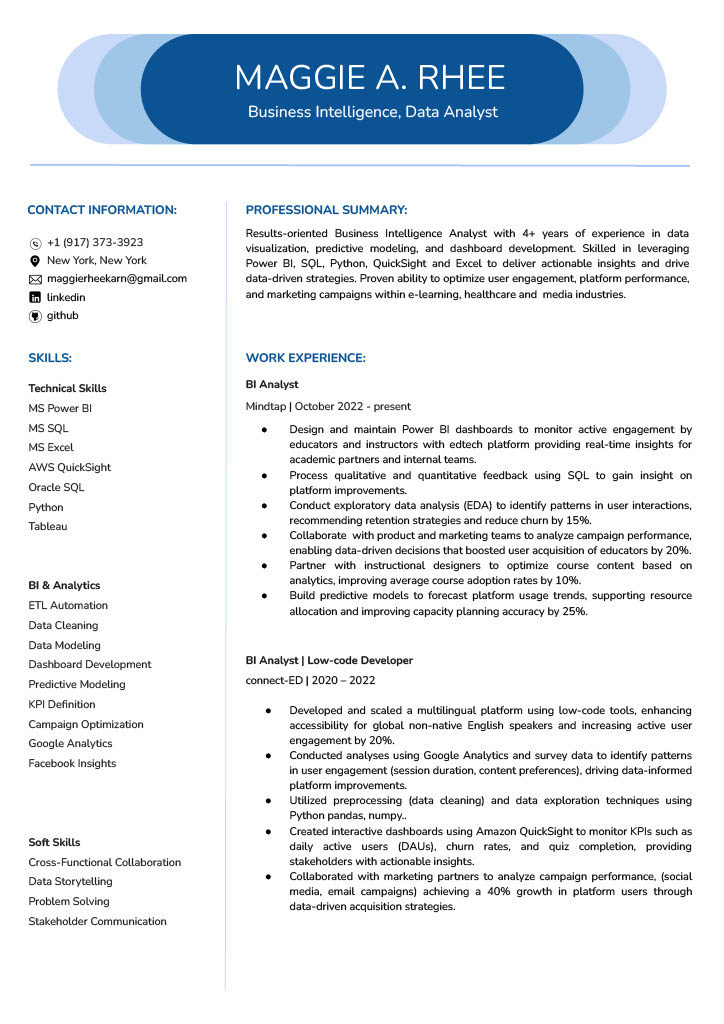 MAGGIE A. RHEE
Business Intelligence, Data Analyst
CONTACT INFORMATION:
+1 (917) 373-3923
New York, New York
maggierheekarn@gmail.com
linkedin
github
SKILLS:
Technical Skills
MS Power BI
MS SQL
MS Excel
AWS QuickSight
Oracle SQL
Python
Tableau
BI & Analytics
ETL Automation
Data Cleaning
Data Modeling
Dashboard Development
Predictive Modeling
KPI Definition
Campaign Optimization
Google Analytics
Facebook Insights
Soft Skills
Cross-Functional Collaboration
Data Storytelling
Problem Solving
Stakeholder Communication
PROFESSIONAL SUMMARY:
Results-oriented Business Intelligence Analyst with 4+ years of experience in data
visualization, predictive modeling, and dashboard development. Skilled in leveraging
Power BI, SQL, Python, QuickSight and Excel to deliver actionable insights and drive
data-driven strategies. Proven ability to optimize user engagement, platform performance,
and marketing campaigns within e-learning, healthcare and media industries.
WORK EXPERIENCE:
BI Analyst
Mindtap | October 2022 - present
● Design and maintain Power BI dashboards to monitor active engagement by
educators and instructors with edtech platform providing real-time insights for
academic partners and internal teams.
● Process qualitative and quantitative feedback using SQL to gain insight on
platform improvements.
● Conduct exploratory data analysis (EDA) to identify patterns in user interactions,
recommending retention strategies and reduce churn by 15%.
● Collaborate with product and marketing teams to analyze campaign performance,
enabling data-driven decisions that boosted user acquisition of educators by 20%.
● Partner with instructional designers to optimize course content based on
analytics, improving average course adoption rates by 10%.
● Build predictive models to forecast platform usage trends, supporting resource
allocation and improving capacity planning accuracy by 25%.
BI Analyst | Low-code Developer
connect-ED | 2020 – 2022
● Developed and scaled a multilingual platform using low-code tools, enhancing
accessibility for global non-native English speakers and increasing active user
engagement by 20%.
● Conducted analyses using Google Analytics and survey data to identify patterns
in user engagement (session duration, content preferences), driving data-informed
platform improvements.
● Utilized preprocessing (data cleaning) and data exploration techniques using
Python pandas, numpy..
● Created interactive dashboards using Amazon QuickSight to monitor KPIs such as
daily active users (DAUs), churn rates, and quiz completion, providing
stakeholders with actionable insights.
● Collaborated with marketing partners to analyze campaign performance, (social
media, email campaigns) achieving a 40% growth in platform users through
data-driven acquisition strategies.